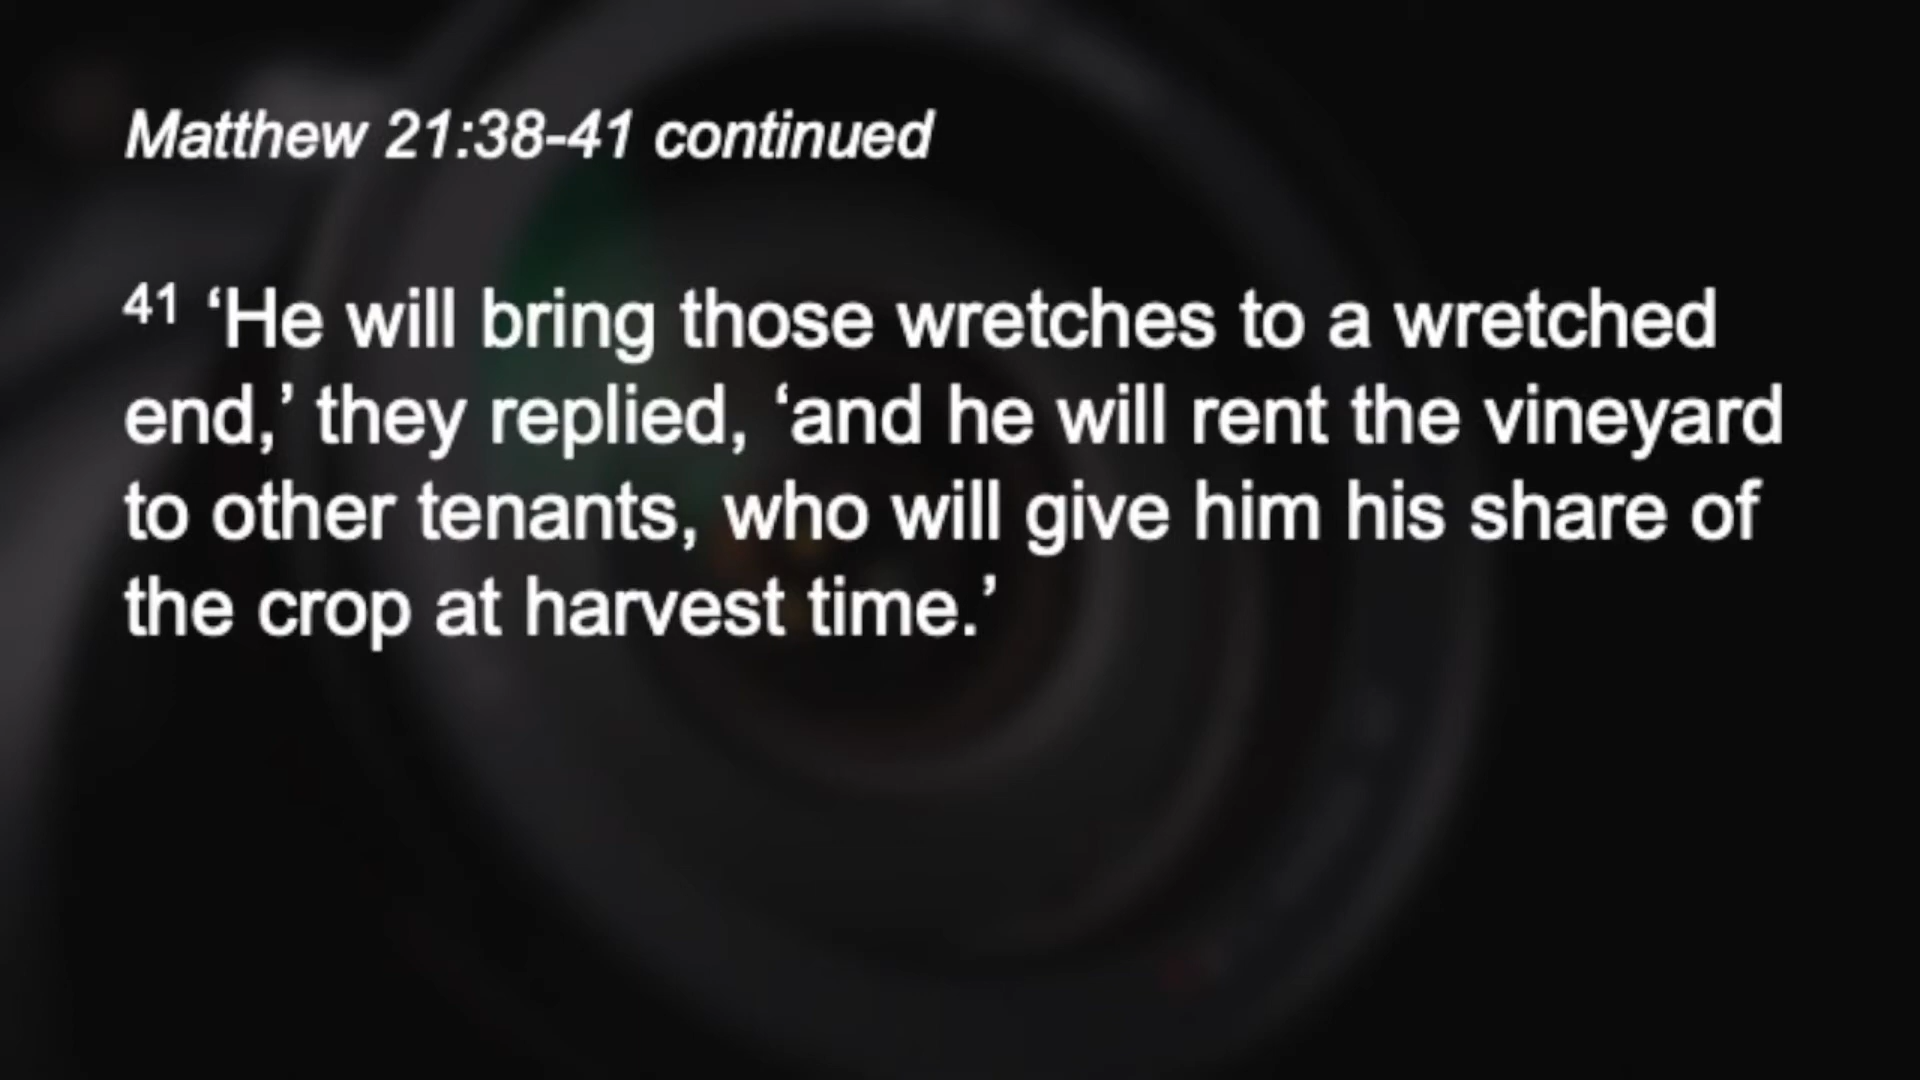 Matthew 21:38-41 continued
41 ‘He will bring those wretches to a wretched
end,’ they replied, ‘and he will rent the vineyard
to other tenants, who will give him his share of
the crop at harvest time.’